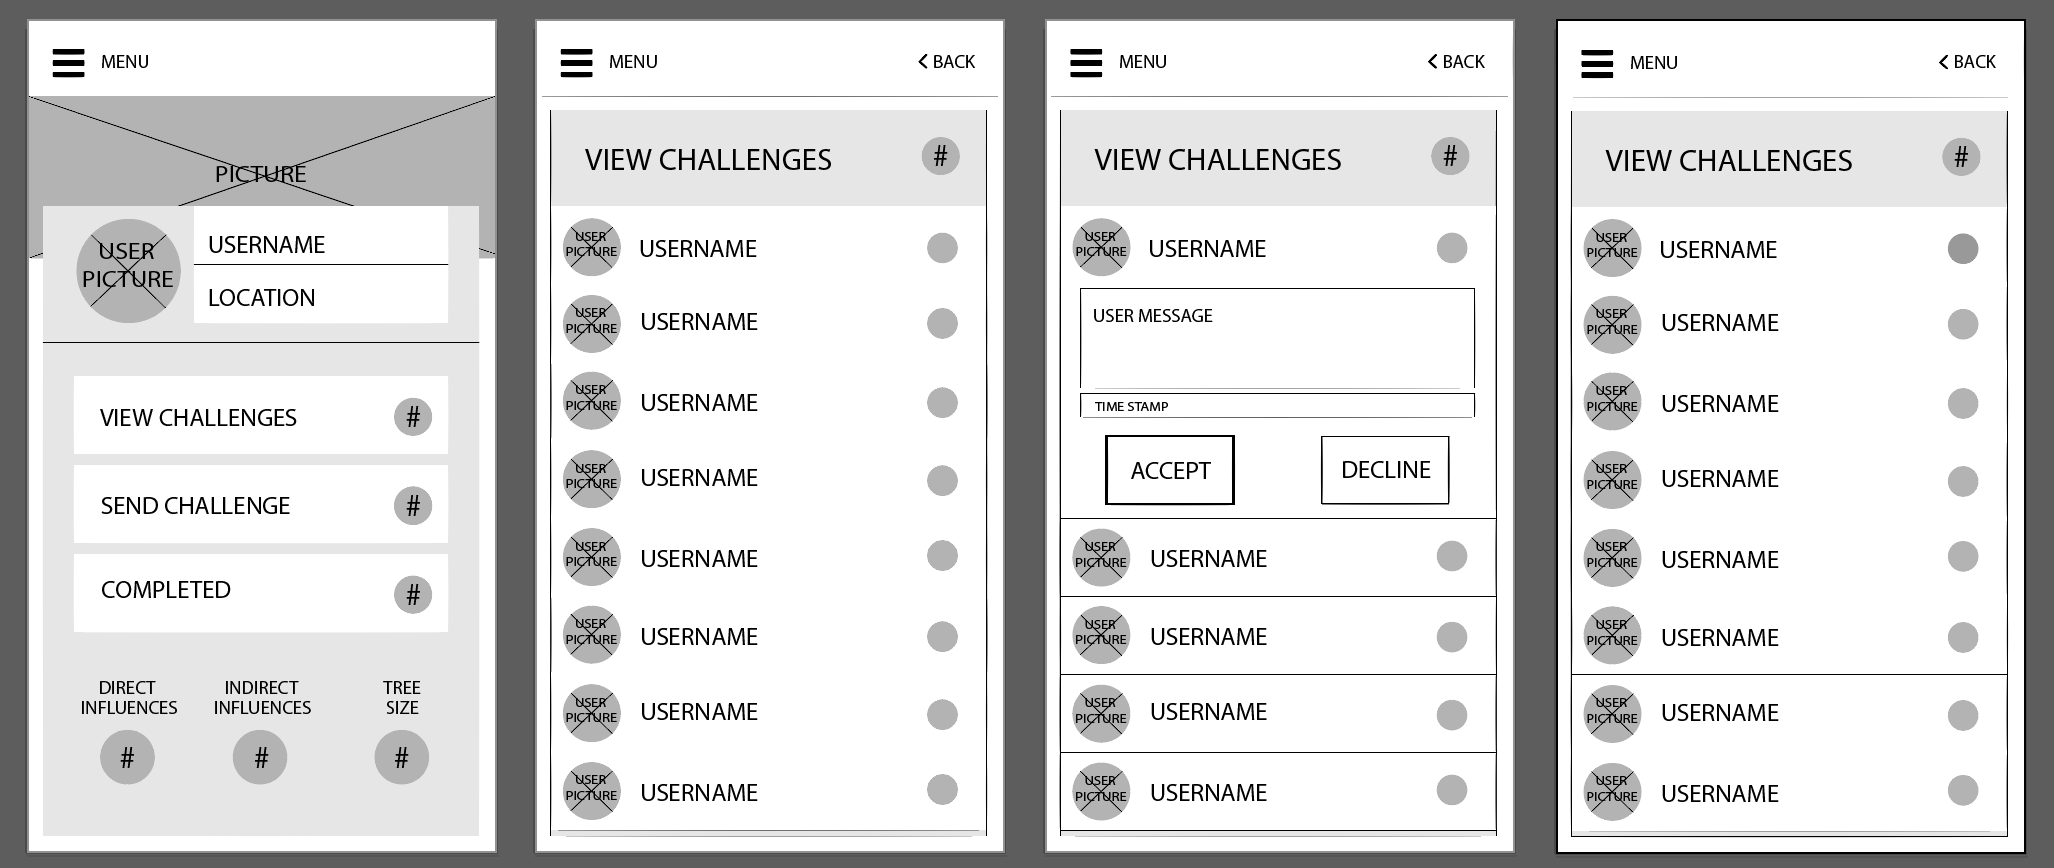 MENU
PICTURE
USER
PICTURE
USERNAME
LOCATION
VIEW CHALLENGES #
SEND CHALLENGE #
COMPLETED #
DIRECT
INFLUENCES
#
INDIRECT
INFLUENCES
#
TREE
SIZE
#
MENU < BACK
VIEW CHALLENGES #
USER
PICTURE
USERNAME
USER
PICTURE
USERNAME
USER
PICTURE
USERNAME
USER
PICTURE
USERNAME
USER
PICTURE
USERNAME
USER
PICTURE
USERNAME
USER
PICTURE
USERNAME
USER
PICTURE
USERNAME
MENU < BACK
VIEW CHALLENGES #
USER
PICTURE
USERNAME
USER MESSAGE
TIME STAMP
ACCEPT DECLINE
USER
PICTURE
USERNAME
USER
PICTURE
USERNAME
USER
PICTURE
USERNAME
USER
PICTURE
USERNAME
MENU < BACK
VIEW CHALLENGES #
USER
PICTURE
USERNAME
USER
PICTURE
USERNAME
USER
PICTURE
USERNAME
USER
PICTURE
USERNAME
USER
PICTURE
USERNAME
USER
PICTURE
USERNAME
USER
PICTURE
USERNAME
USER
PICTURE
USERNAME